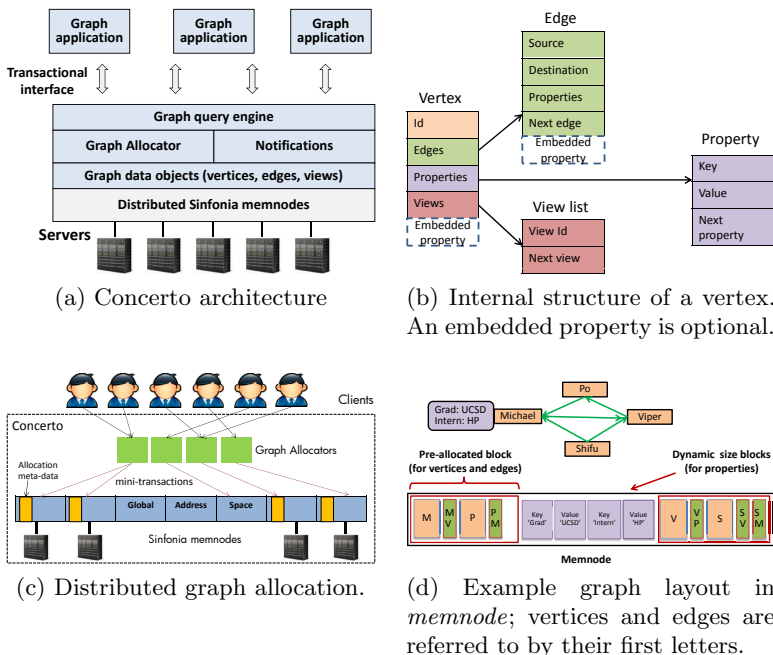 Graph application
Graph application
Graph application
Transactional interface
Graph query engine
Graph Allocator
Notifications
Graph data objects (vertices, edges, views)
Distributed Sinfonia memnodes
Servers
(a) Concerto architecture
Edge
Source
Destination
Properties
Next edge
Embedded property
Vertex
Id
Edges
Properties
Views
Embedded property
View list
View Id
Next view
Property
Key
Value
Next property
(b) Internal structure of a vertex.
An embedded property is optional.
Clients
Concerto
Graph Allocators
Allocation meta-data
mini-transactions
Global Address Space
Sinfonia memnodes
(c) Distributed graph allocation.
Po
Grad: UCSD
Intern: HP
Michael
Viper
Shifu
Pre-allocated block (for vertices and edges)
Dynamic size blocks (for properties)
M
M V
P
P M
Key 'Grad'
Value 'UCSD'
Key 'Intern'
Value 'HP'
V
V P
S
S V
S M
Memnode
(d) Example graph layout in
memnode; vertices and edges are
referred to by their first letters.